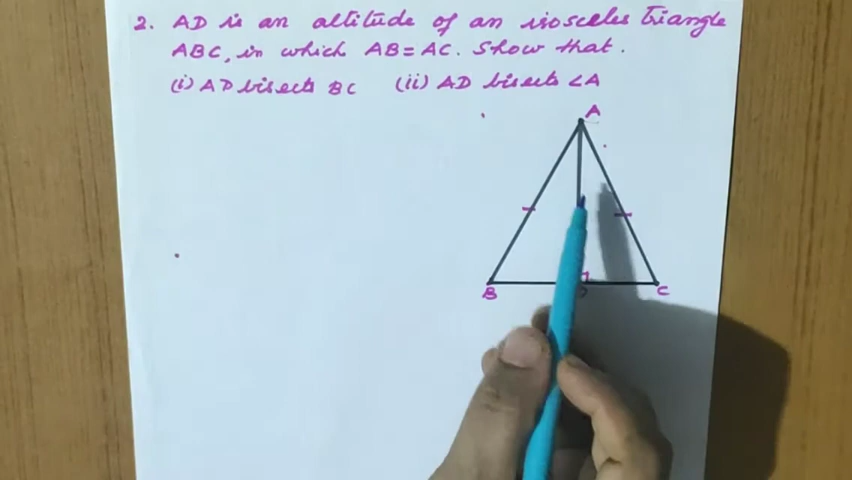 2. AD is an altitude of an isosceles triangle
ABC, in which AB = AC. Show that.
(i) AD bisects BC (ii) AD bisects ∠A
A
B
C